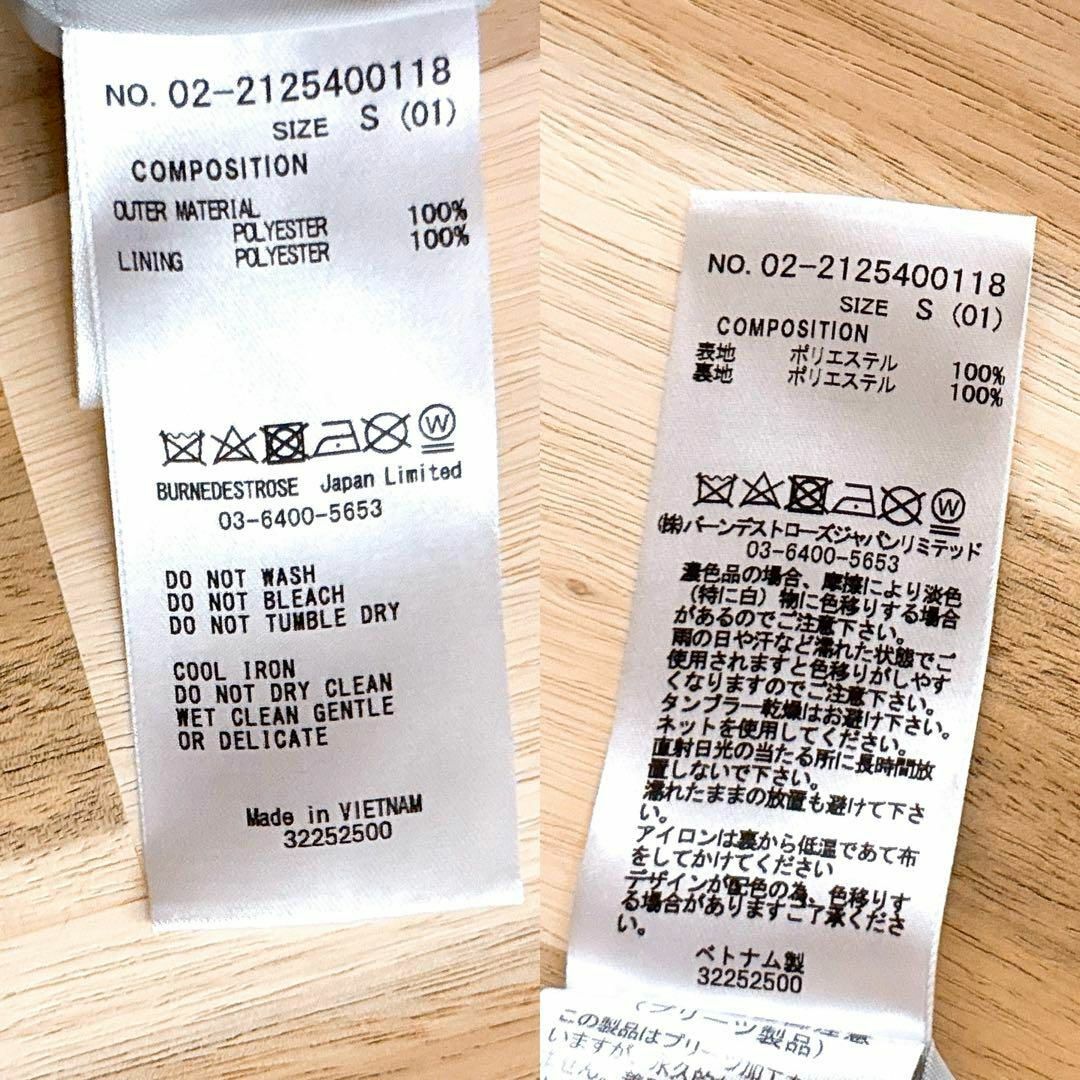 NO. 02-2125400118
SIZE S (01)
COMPOSITION
OUTER MATERIAL
POLYESTER 100%
LINING POLYESTER 100%
W
BURNEDESTROSE Japan Limited
03-6400-5653
DO NOT WASH
DO NOT BLEACH
DO NOT TUMBLE DRY
COOL IRON
DO NOT DRY CLEAN
WET CLEAN GENTLE
OR DELICATE
Made in VIETNAM
32252500
NO. 02-2125400118
SIZE S (01)
COMPOSITION
表地 ポリエステル 100%
裏地 ポリエステル 100%
W
㈱バーンデストローズジャパンリミテッド
03-6400-5653
濃色品の場合、摩擦により淡色
(特に白)物に色移りする場合
があるのでご注意下さい。
雨の日や汗など濡れた状態でご
使用されますと色移りがしやす
くなりますのでご注意下さい。
タンブラー乾燥はお避け下さい。
ネットを使用してください。
直射日光の当たる所に長時間放
置しないで下さい。
濡れたままの放置も避けて下さ
い。
アイロンは裏から低温であて布
をしてかけてください
デザインが配色の為、色移りす
る場合がありますご了承くださ
い。
ベトナム製
32252500
(プリーツ製品)
この製品はプリーツ加工
いますが、永久的